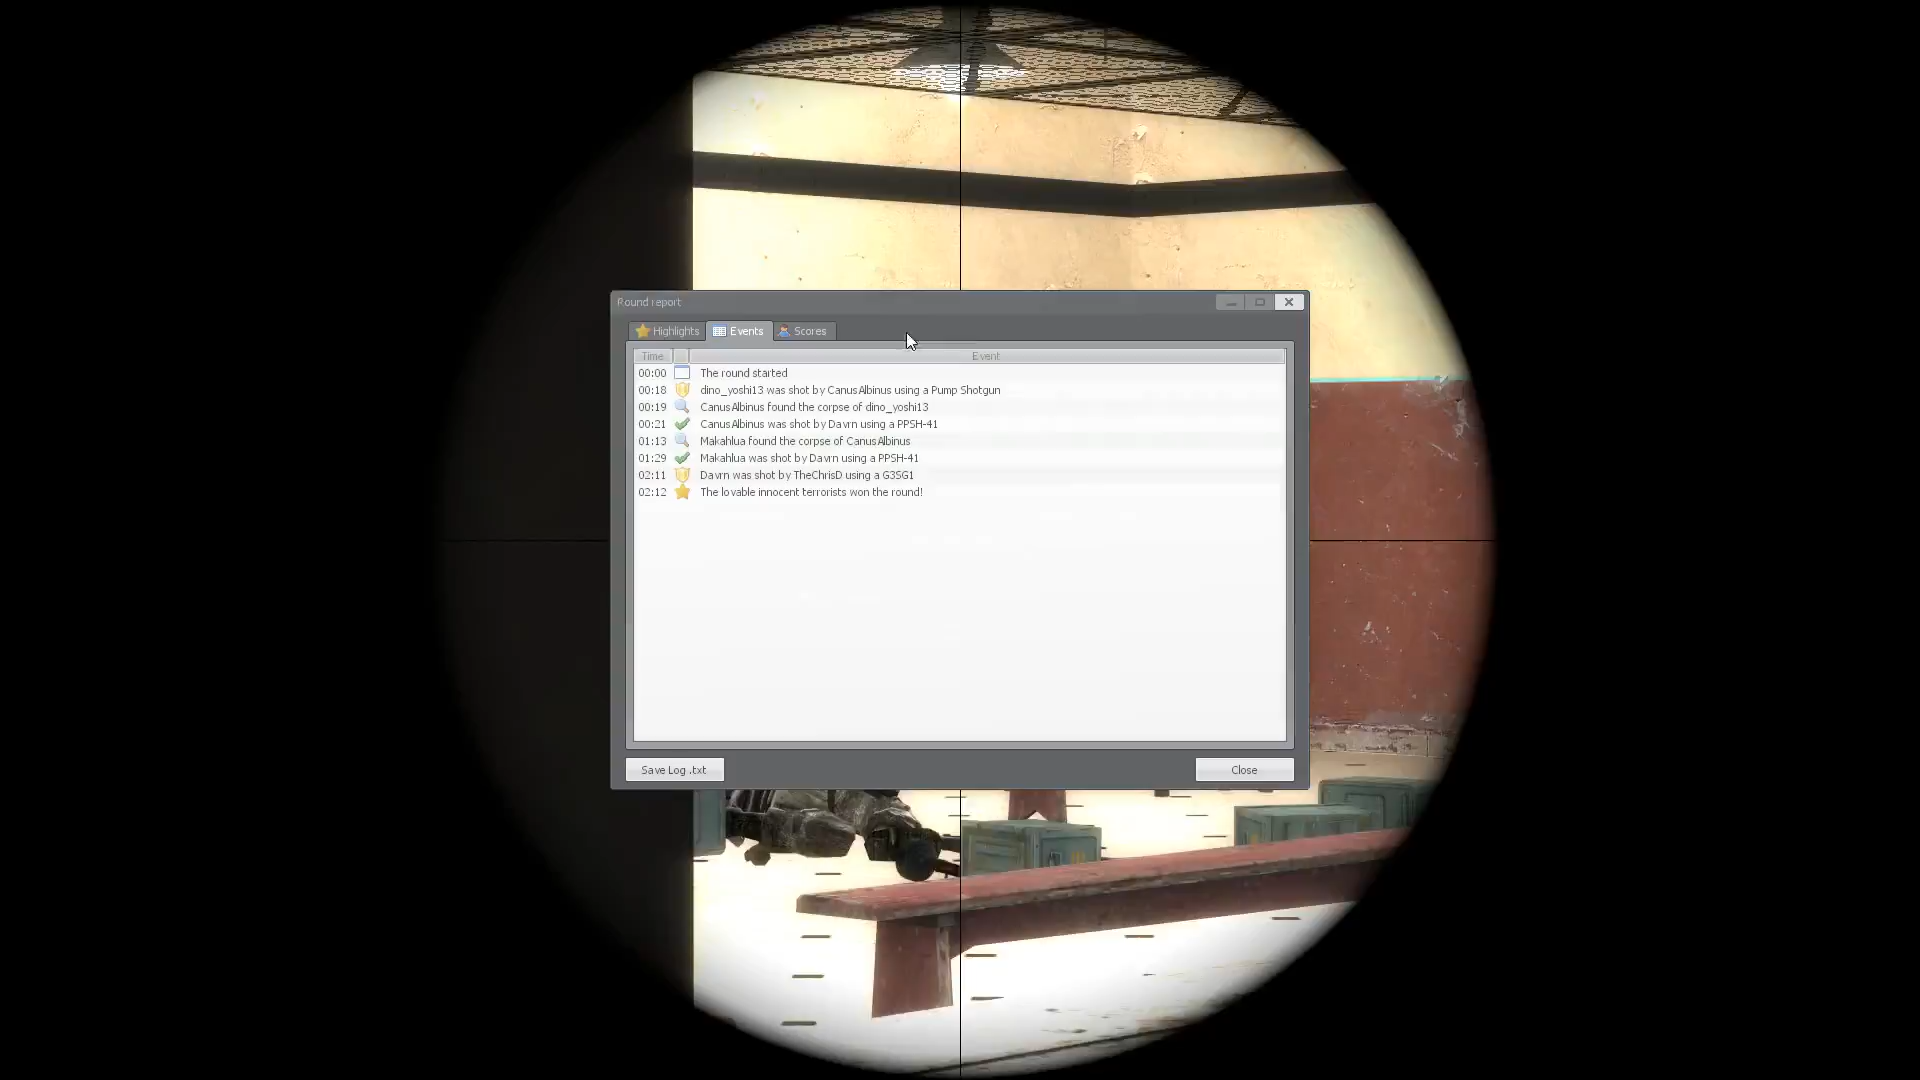 Round report
Highlights Events Scores
Time Event
00:00 The round started
00:18 dino_yoshi13 was shot by CanusAlbinus using a Pump Shotgun
00:19 CanusAlbinus found the corpse of dino_yoshi13
00:21 CanusAlbinus was shot by Davrn using a PPSH-41
01:13 Makahlua found the corpse of CanusAlbinus
01:29 Makahlua was shot by Davrn using a PPSH-41
02:11 Davrn was shot by TheChrisD using a G3SG1
02:12 The lovable innocent terrorists won the round!
Save Log .txt Close